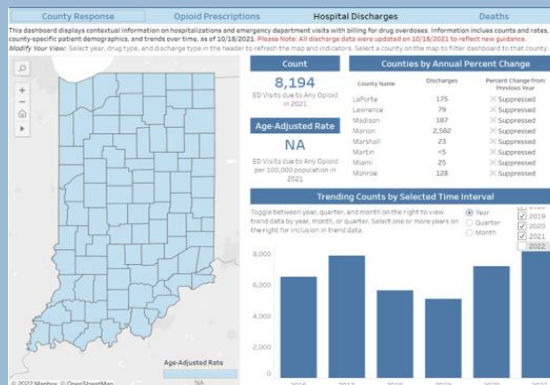 County Response
Opioid Prescriptions
Hospital Discharges
Deaths
This dashboard displays contextual information on hospitalizations and emergency department visits with billing for drug overdoses. Information includes counts and rates,
county-specific patient demographics, and trends over time, as of 10/18/2021. Please Note: All discharge data were updated on 10/18/2021 to reflect new guidance.
Modify Your View: Select year, drug type, and discharge type in the header to refresh the map and indicators. Select a county on the map to filter dashboard to that county.
Count
8,194
ED Visits due to Any Opioid
in 2021
Age-Adjusted Rate
NA
ED Visits due to Any Opioid
per 100,000 population in
2021
Counties by Annual Percent Change
County Name Discharges Percent Change from
Previous Year
LaPorte 175 Suppressed
Lawrence 79 Suppressed
Madison 187 Suppressed
Marion 2,582 Suppressed
Marshall 23 Suppressed
Martin <5 Suppressed
Miami 25 Suppressed
Monroe 128 Suppressed
Trending Counts by Selected Time Interval
Toggle between year, quarter, and month on the right to view
trend data by year, month, or quarter. Select one or more years on
the right for inclusion in trend data.
Year
Quarter
Month
2019
2020
2021
2022
8,000
6,000
4,000
2,000
0
2016 2017 2018 2019 2020
Age-Adjusted Rate
NA
© 2022 Mapbox © OpenStreetMap